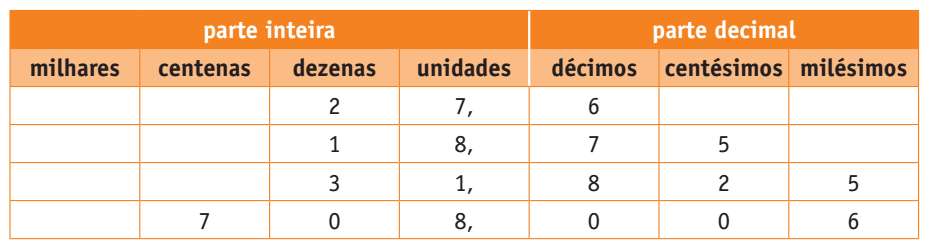 parte inteira parte decimal
milhares centenas dezenas unidades décimos centésimos milésimos
2 7, 6
1 8, 7 5
3 1, 8 2 5
7 0 8, 0 0 6